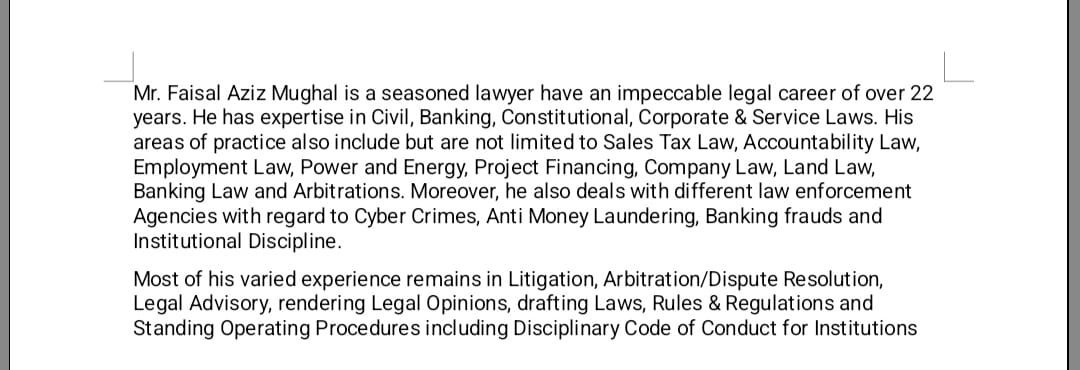 Mr. Faisal Aziz Mughal is a seasoned lawyer have an impeccable legal career of over 22
years. He has expertise in Civil, Banking, Constitutional, Corporate & Service Laws. His
areas of practice also include but are not limited to Sales Tax Law, Accountability Law,
Employment Law, Power and Energy, Project Financing, Company Law, Land Law,
Banking Law and Arbitrations. Moreover, he also deals with different law enforcement
Agencies with regard to Cyber Crimes, Anti Money Laundering, Banking frauds and
Institutional Discipline.
Most of his varied experience remains in Litigation, Arbitration/Dispute Resolution,
Legal Advisory, rendering Legal Opinions, drafting Laws, Rules & Regulations and
Standing Operating Procedures including Disciplinary Code of Conduct for Institutions